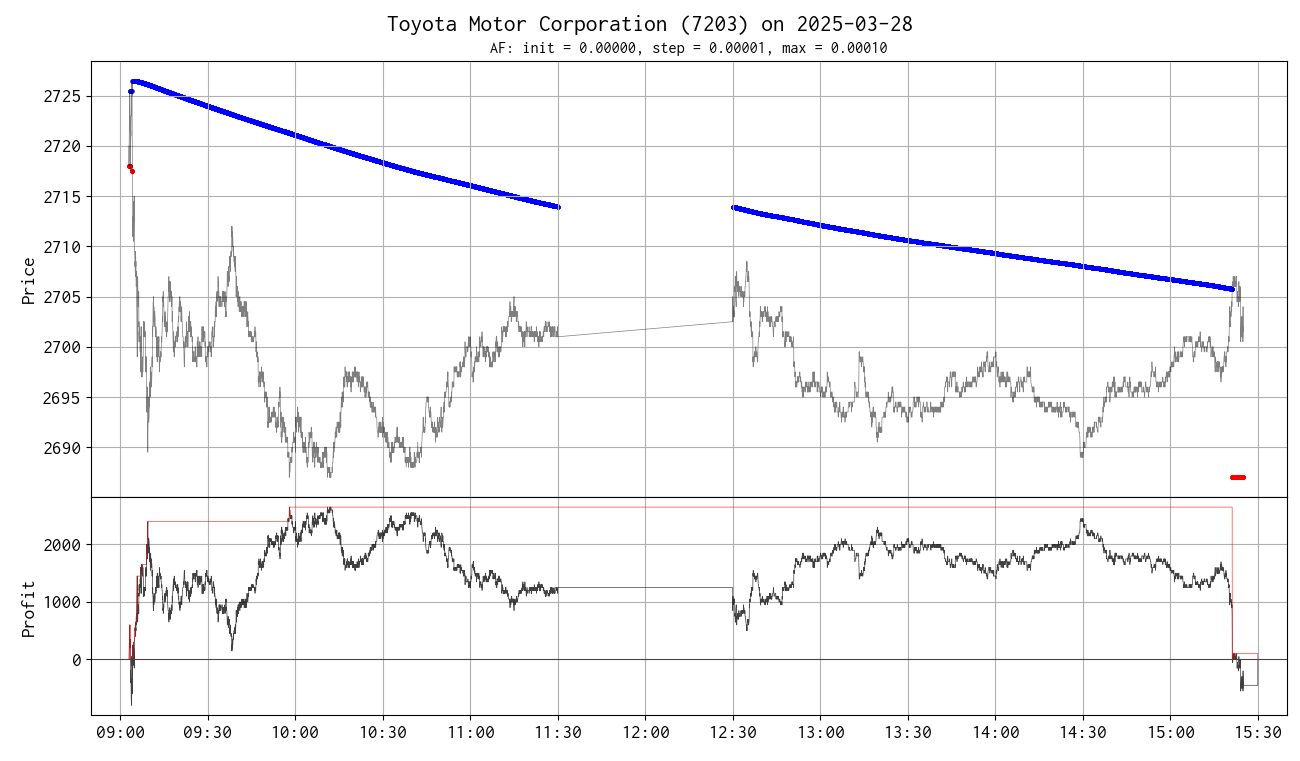 Toyota Motor Corporation (7203) on 2025-03-28
AF: init = 0.00000, step = 0.00001, max = 0.00010
Price
2725
2720
2715
2710
2705
2700
2695
2690
Profit
2000
1000
0
09:00 09:30 10:00 10:30 11:00 11:30 12:00 12:30 13:00 13:30 14:00 14:30 15:00 15:30